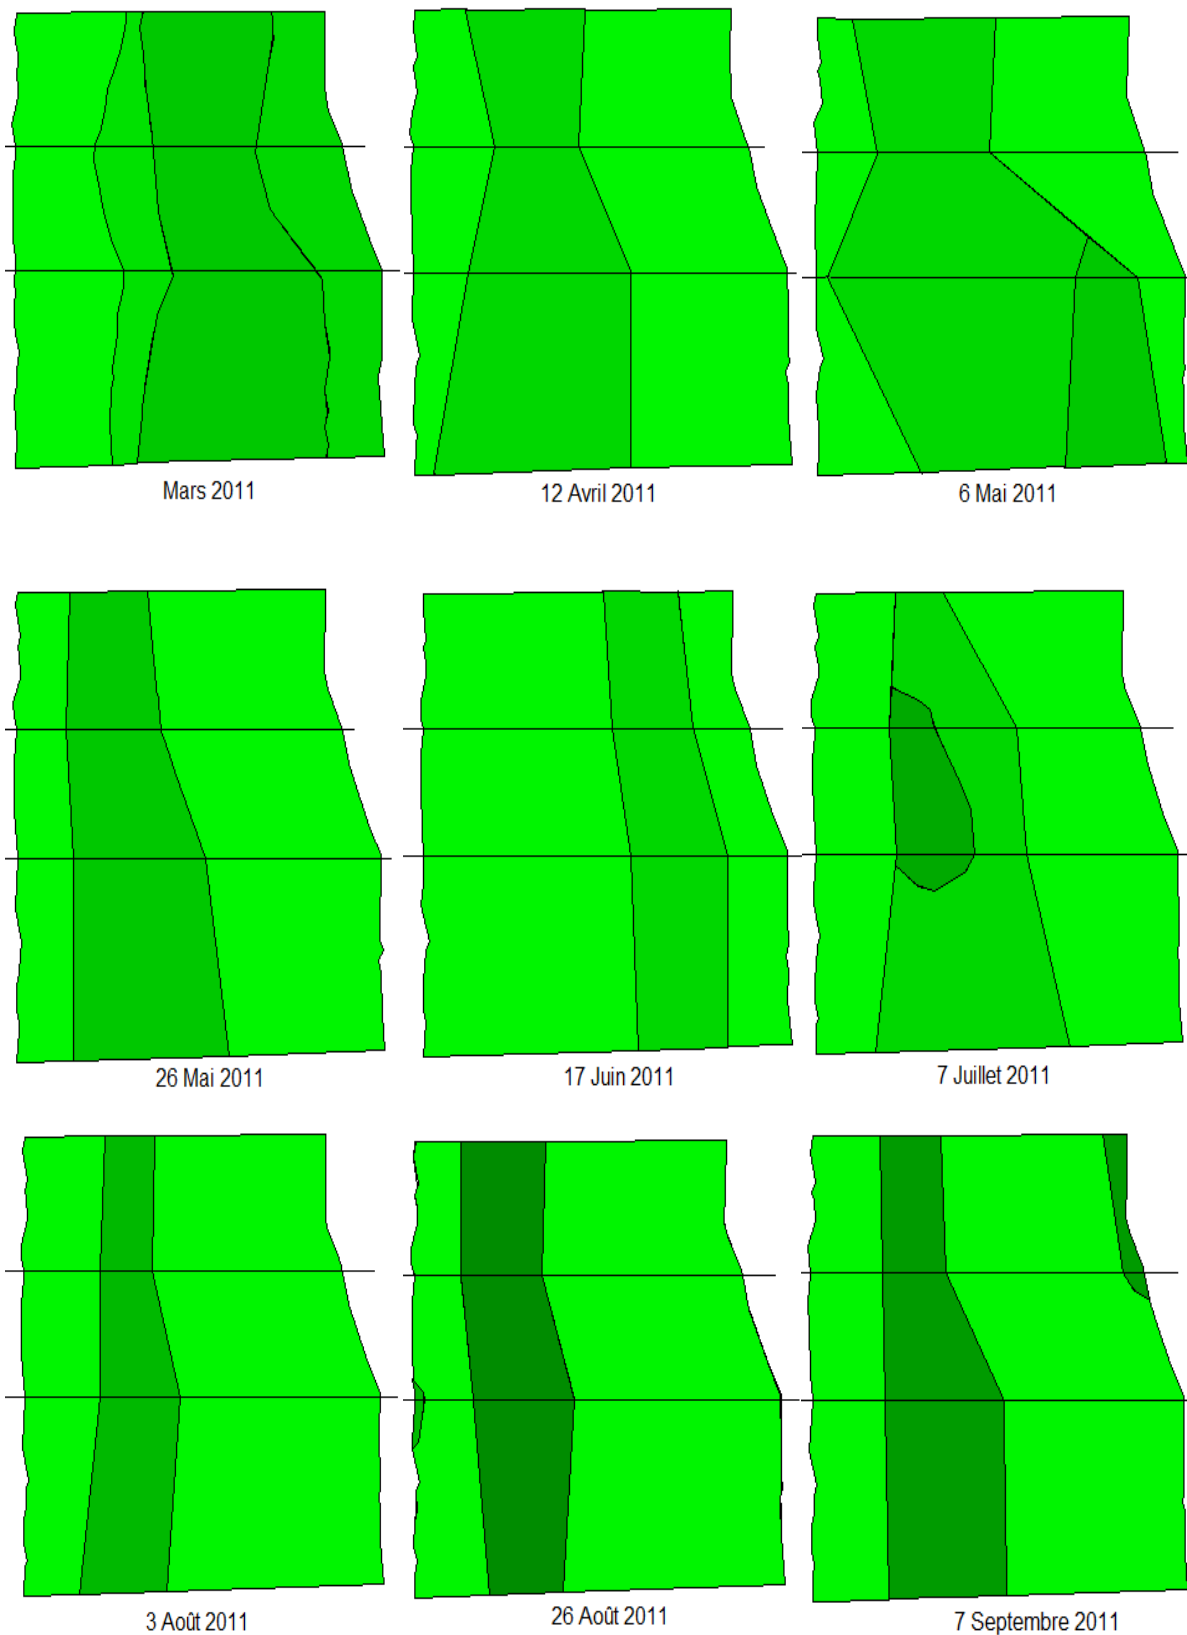 Mars 2011
12 Avril 2011
6 Mai 2011
26 Mai 2011
17 Juin 2011
7 Juillet 2011
3 Août 2011
26 Août 2011
7 Septembre 2011